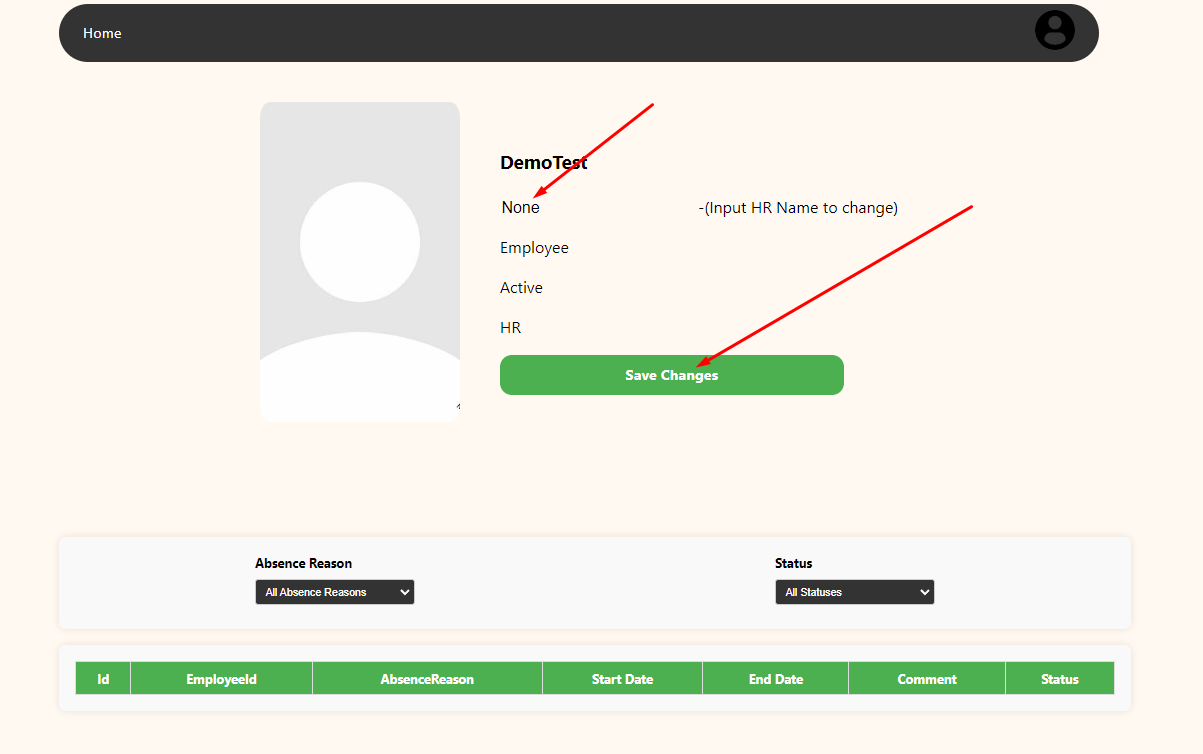 Home
DemoTest
None -(Input HR Name to change)
Employee
Active
HR
Save Changes
Absence Reason Status
All Absence Reasons All Statuses
Id EmployeeId AbsenceReason Start Date End Date Comment Status